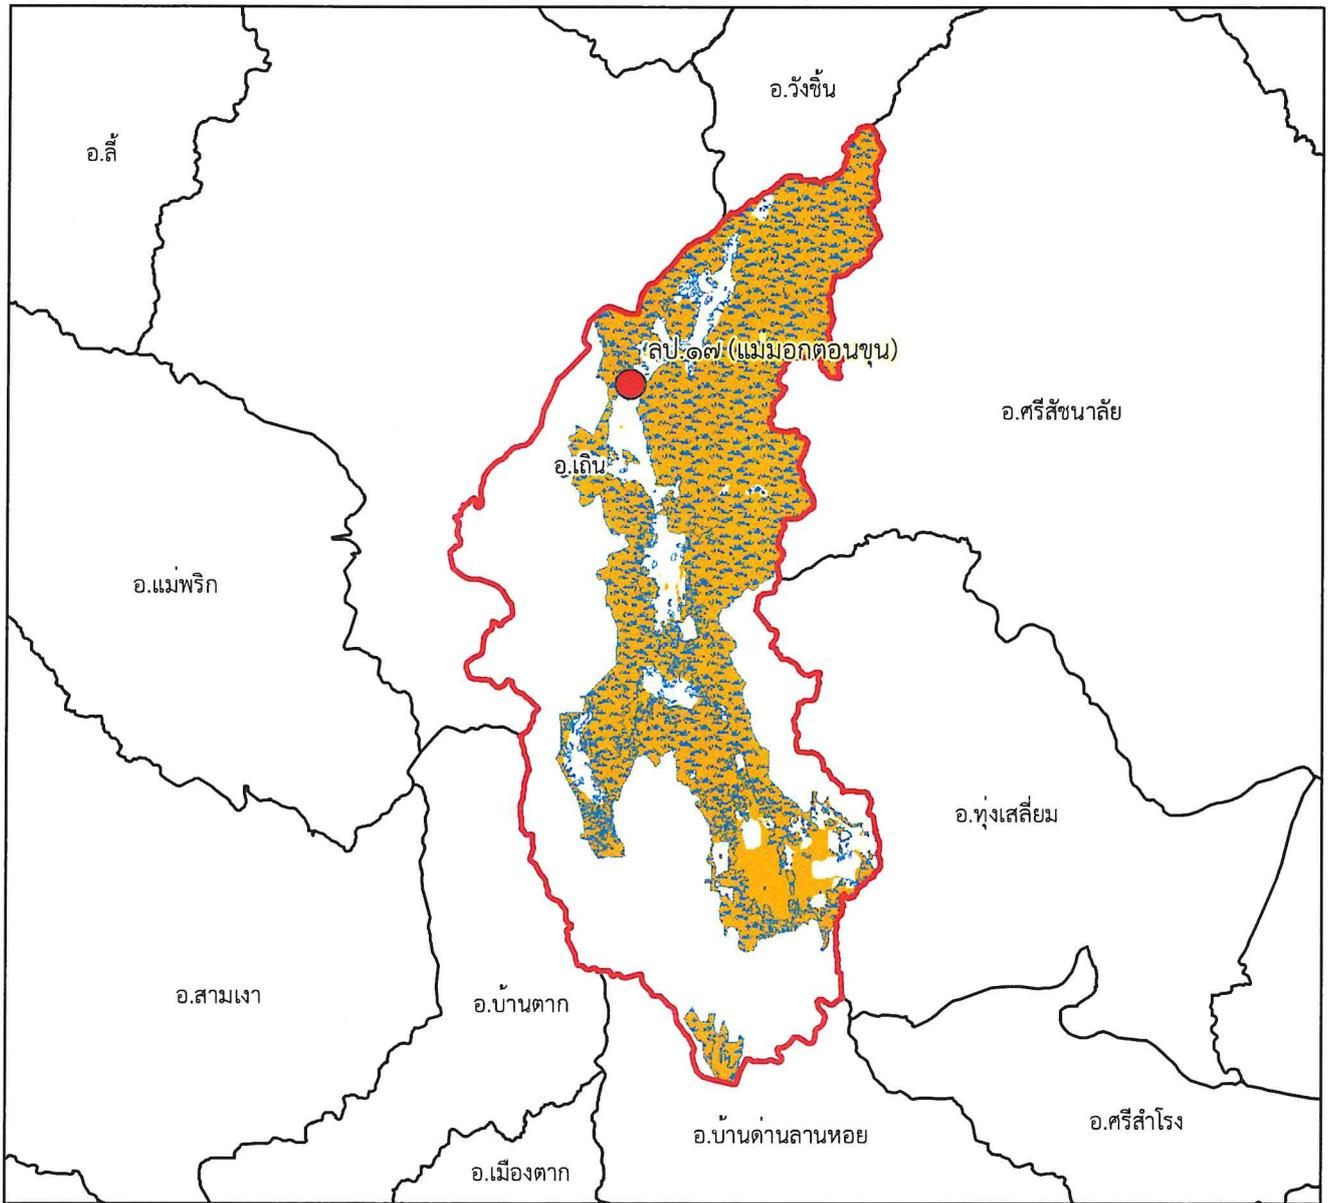 อ.วังชิ้น
อ.ลี้
ลป.๑๗ (แม่มอกตอนขุน)
อ.ศรีสัชนาลัย
อ.เถิน
อ.แม่พริก
อ.ทุ่งเสลี่ยม
อ.สามเงา
อ.บ้านตาก
อ.ศรีสำโรง
อ.บ้านด่านลานหอย
อ.เมืองตาก